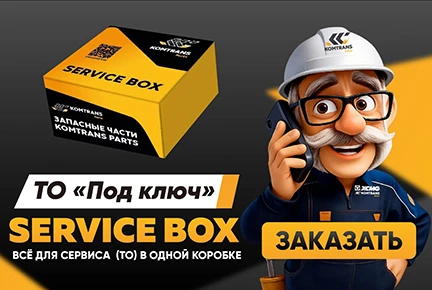 KOMTRANS
SERVICE BOX
KOMTRANS
ЗАПАСНЫЕ ЧАСТИ
KOMTRANS PARTS
KOMTRANS
XCMG
KOMTRANS
ТО «Под ключ»
SERVICE BOX
ВСЁ ДЛЯ СЕРВИСА (ТО) В ОДНОЙ КОРОБКЕ
ЗАКАЗАТЬ